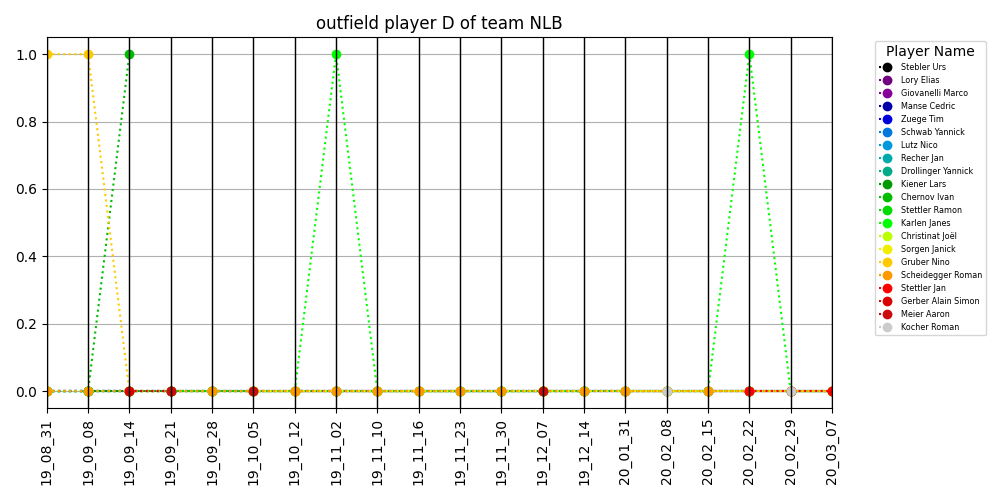 outfield player D of team NLB
1.0
0.8
0.6
0.4
0.2
0.0
19_08_31
19_09_08
19_09_14
19_09_21
19_09_28
19_10_05
19_10_12
19_11_02
19_11_10
19_11_16
19_11_23
19_11_30
19_12_07
19_12_14
20_01_31
20_02_08
20_02_15
20_02_22
20_02_29
20_03_07
Player Name
Stebler Urs
Lory Elias
Giovanelli Marco
Manse Cedric
Zuege Tim
Schwab Yannick
Lutz Nico
Recher Jan
Drollinger Yannick
Kiener Lars
Chernov Ivan
Stettler Ramon
Karlen Janes
Christinat Joël
Sorgen Janick
Gruber Nino
Scheidegger Roman
Stettler Jan
Gerber Alain Simon
Meier Aaron
Kocher Roman